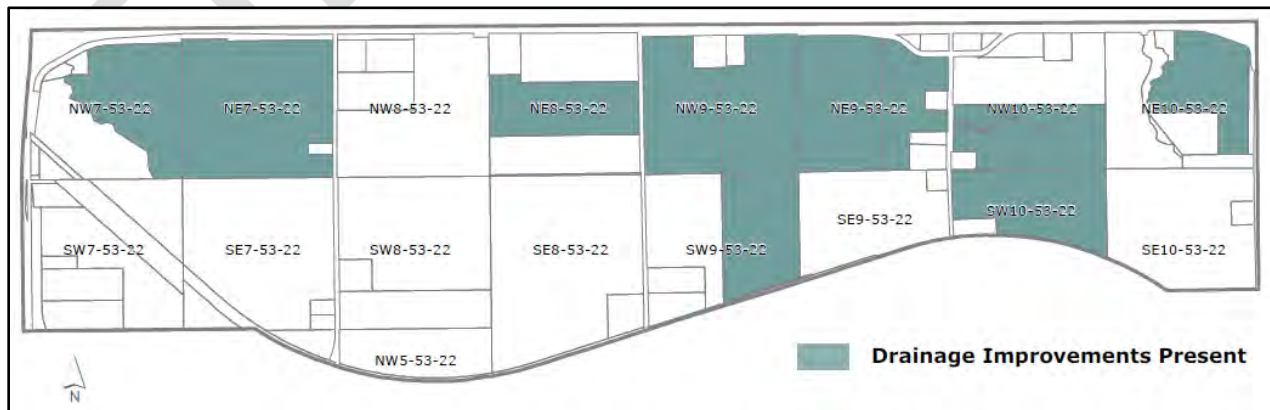 NW7-53-22
NE7-53-22
NW8-53-22
NE8-53-22
NW9-53-22
NE9-53-22
NW10-53-22
NE10-53-22
SW7-53-22
SE7-53-22
SW8-53-22
SE8-53-22
SW9-53-22
SE9-53-22
SW10-53-22
SE10-53-22
NW5-53-22
Drainage Improvements Present
N